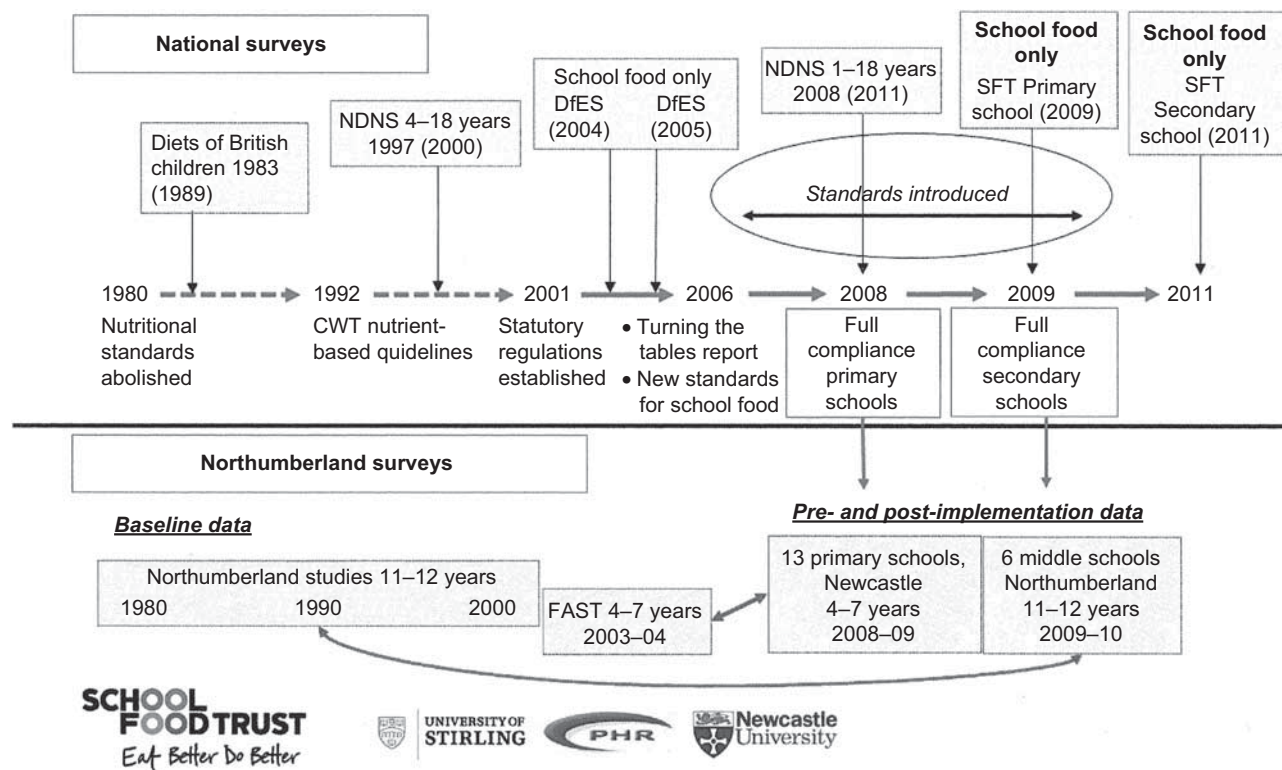 National surveys
Diets of British
children 1983
(1989)
NDNS 4–18 years
1997 (2000)
School food only
DfES DfES
(2004) (2005)
NDNS 1–18 years
2008 (2011)
School food
only
SFT Primary
school (2009)
School food
only
SFT
Secondary
school (2011)
Standards introduced
1980 1992 2001 2006 2008 2009 2011
Nutritional
standards
abolished
CWT nutrient-
based quidelines
Statutory
regulations
established
• Turning the
tables report
• New standards
for school food
Full
compliance
primary
schools
Full
compliance
secondary
schools
Northumberland surveys
Baseline data
Northumberland studies 11–12 years
1980 1990 2000
FAST 4–7 years
2003–04
Pre- and post-implementation data
13 primary schools,
Newcastle
4–7 years
2008–09
6 middle schools
Northumberland
11–12 years
2009–10
SCHOOL
FOOD TRUST
Eat Better Do Better
UNIVERSITY OF
STIRLING
PHR
Newcastle
University